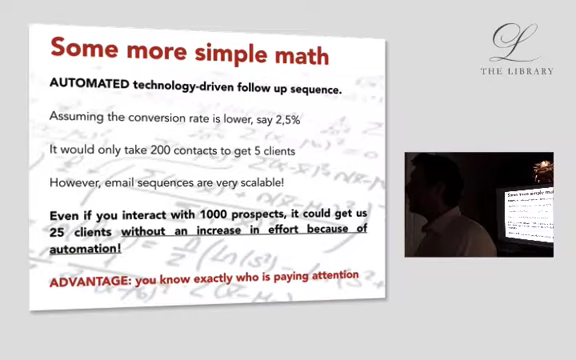 Some more simple math
AUTOMATED technology-driven follow up sequence.
Assuming the conversion rate is lower, say 2,5%
It would only take 200 contacts to get 5 clients
However, email sequences are very scalable!
Even if you interact with 1000 prospects, it could get us
25 clients without an increase in effort because of
automation!
ADVANTAGE: you know exactly who is paying attention
L
THE LIBRARY